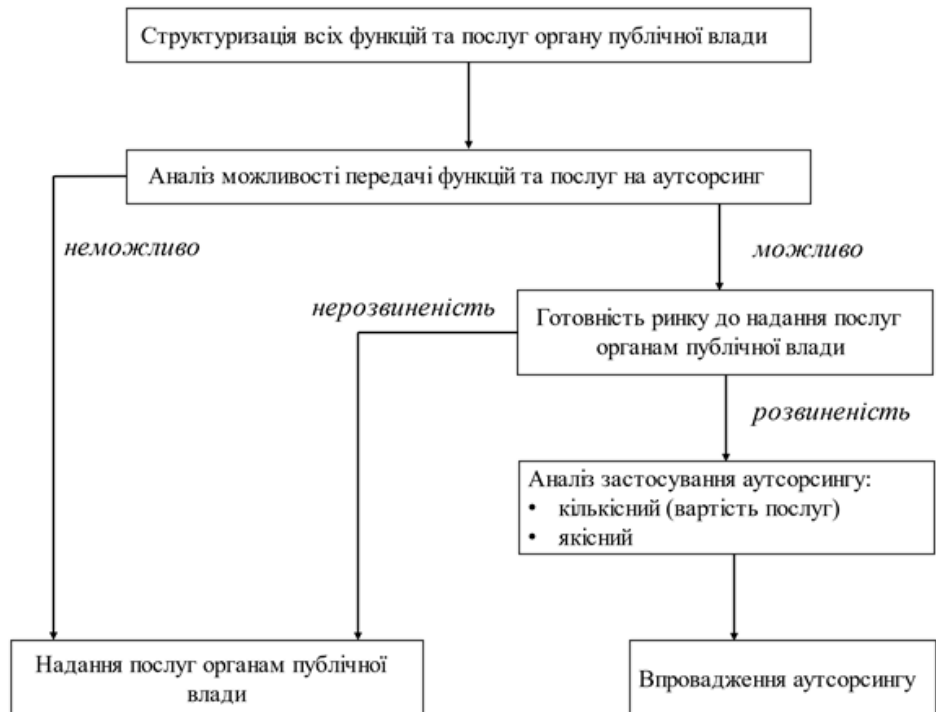 Структуризація всіх функцій та послуг органу публічної влади
Аналіз можливості передачі функцій та послуг на аутсорсинг
неможливо
можливо
нерозвиненість
Готовність ринку до надання послуг
органам публічної влади
розвиненість
Аналіз застосування аутсорсингу:
• кількісний (вартість послуг)
• якісний
Надання послуг органам публічної
влади
Впровадження аутсорсингу